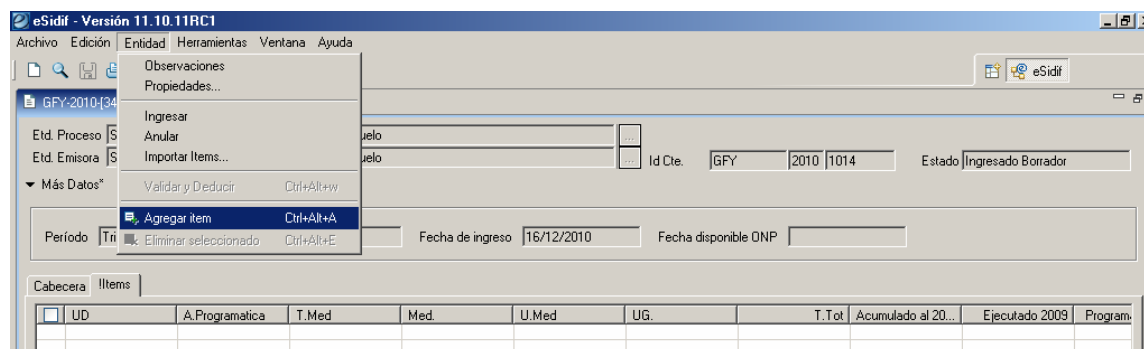 eSidif - Versión 11.10.11RC1
Archivo Edición Entidad Herramientas Ventana Ayuda
eSidif
Observaciones
Propiedades...
GFY-2010-[34
Ingresar
Etd. Proceso S Anular uelo ...
Etd. Emisora S Importar Items... uelo ... Id Cte. GFY 2010 1014 Estado Ingresado Borrador
Más Datos* Validar y Deducir Ctrl+Alt+w
Agregar item Ctrl+Alt+A
Período Tri Eliminar seleccionado Ctrl+Alt+E Fecha de ingreso 16/12/2010 Fecha disponible ONP
Cabecera !Items
UD A.Programatica T.Med Med. U.Med UG. T.Tot Acumulado al 20... Ejecutado 2009 Program